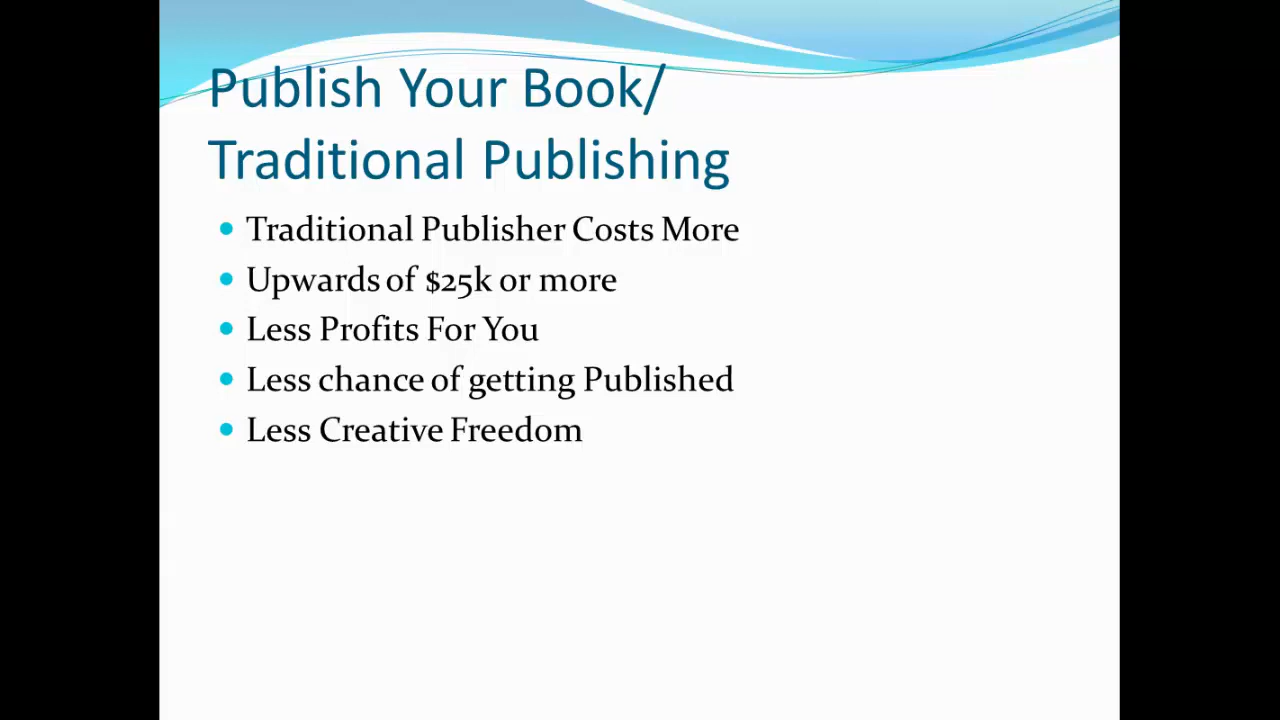 Publish Your Book/
Traditional Publishing
• Traditional Publisher Costs More
• Upwards of $25k or more
• Less Profits For You
• Less chance of getting Published
• Less Creative Freedom